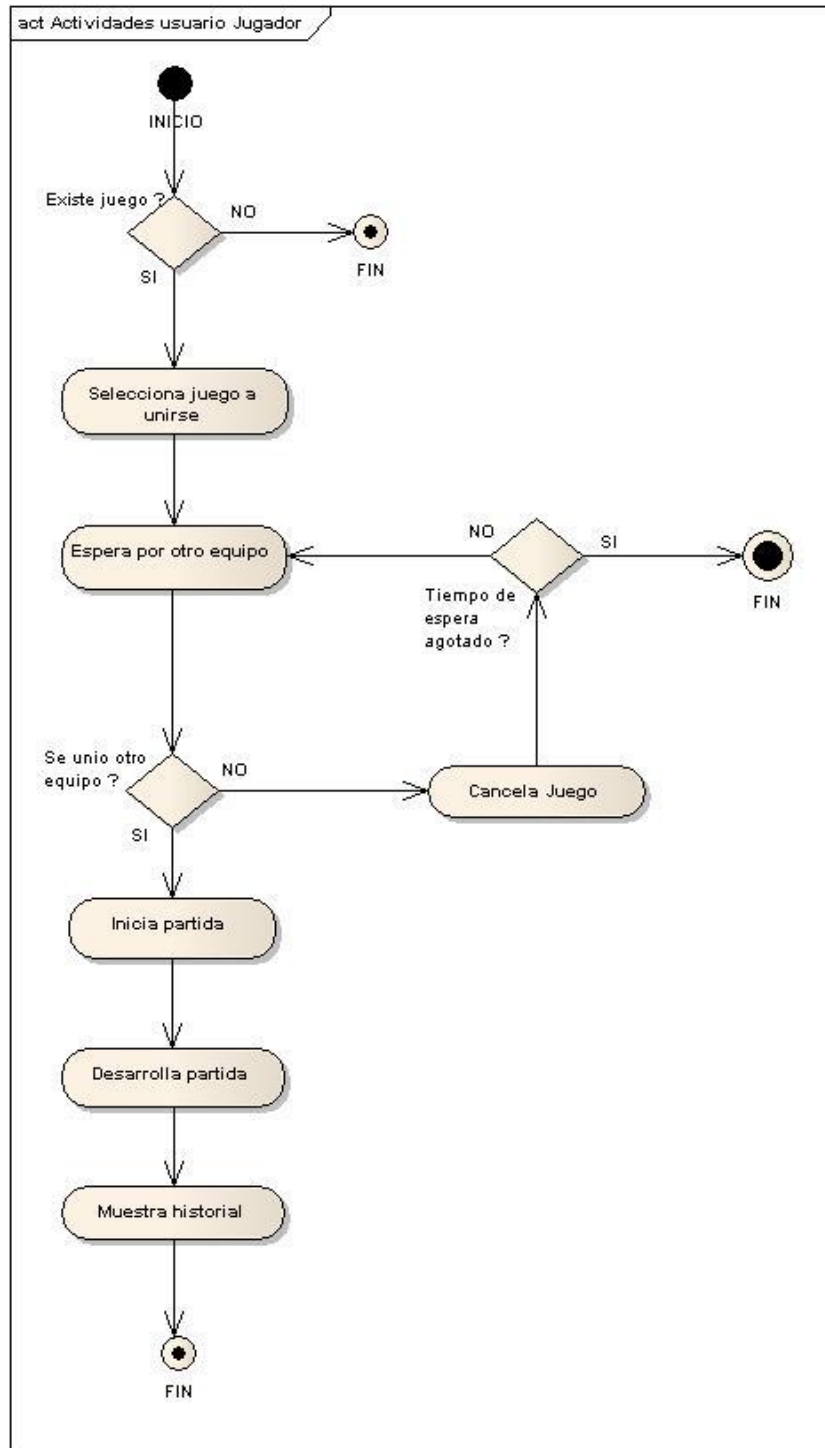 act Actividades usuario Jugador
INICIO
Existe juego ?
NO
FIN
SI
Selecciona juego a
unirse
Espera por otro equipo
NO
SI
Tiempo de
espera
agotado ?
FIN
Se unio otro
equipo ?
NO
Cancela Juego
SI
Inicia partida
Desarrolla partida
Muestra historial
FIN